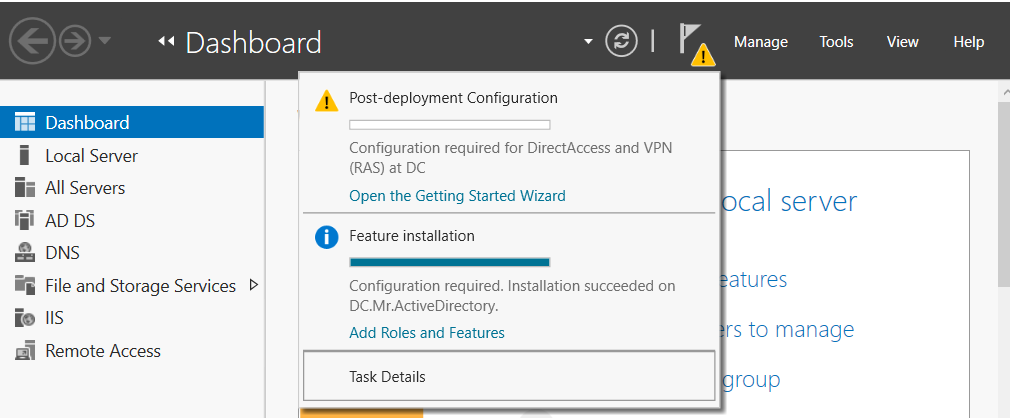 Dashboard
Manage
Tools
View
Help
Dashboard
Local Server
All Servers
AD DS
DNS
File and Storage Services
IIS
Remote Access
Post-deployment Configuration
Configuration required for DirectAccess and VPN
(RAS) at DC
Open the Getting Started Wizard
Feature installation
Configuration required. Installation succeeded on
DC.Mr.ActiveDirectory.
Add Roles and Features
Task Details
ocal server
eatures
ers to manage
group